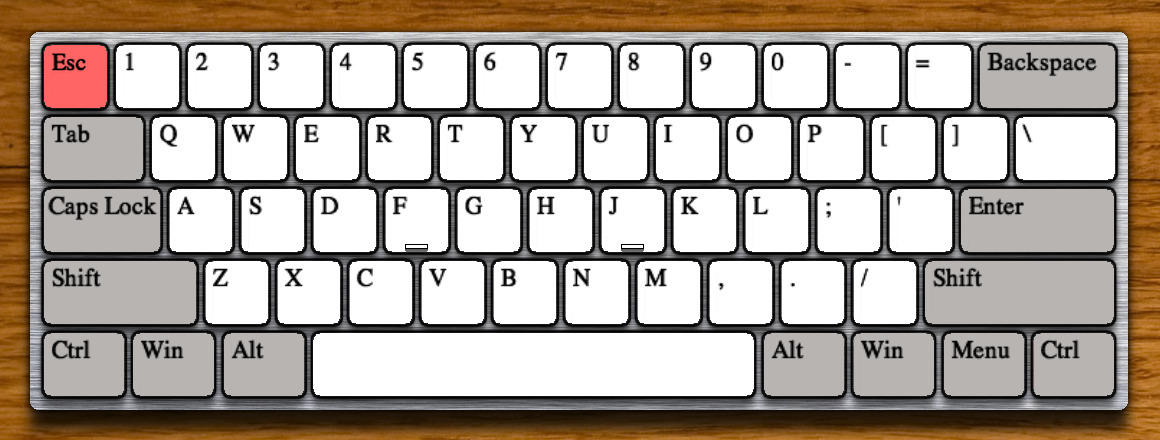 Esc 1 2 3 4 5 6 7 8 9 0 - = Backspace
Tab Q W E R T Y U I O P [ ] \
Caps Lock A S D F G H J K L ; ' Enter
Shift Z X C V B N M , . / Shift
Ctrl Win Alt Alt Win Menu Ctrl